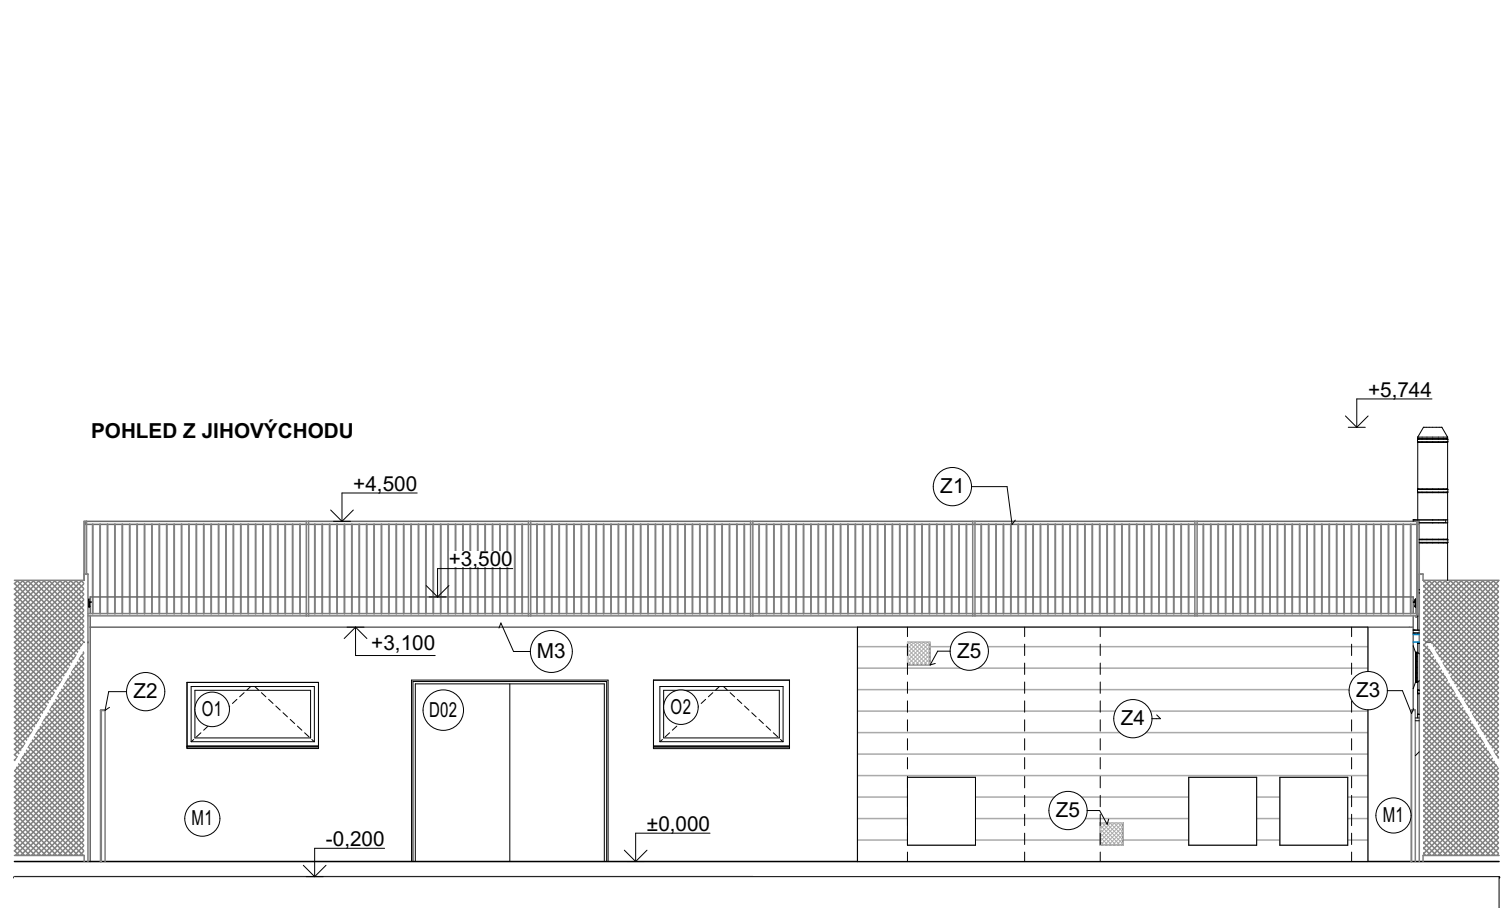 +5,744
POHLED Z JIHOVÝCHODU
+4,500
Z1
+3,500
+3,100
M3
Z5
Z2
O1
D02
O2
Z4
Z3
M1
Z5
M1
±0,000
-0,200